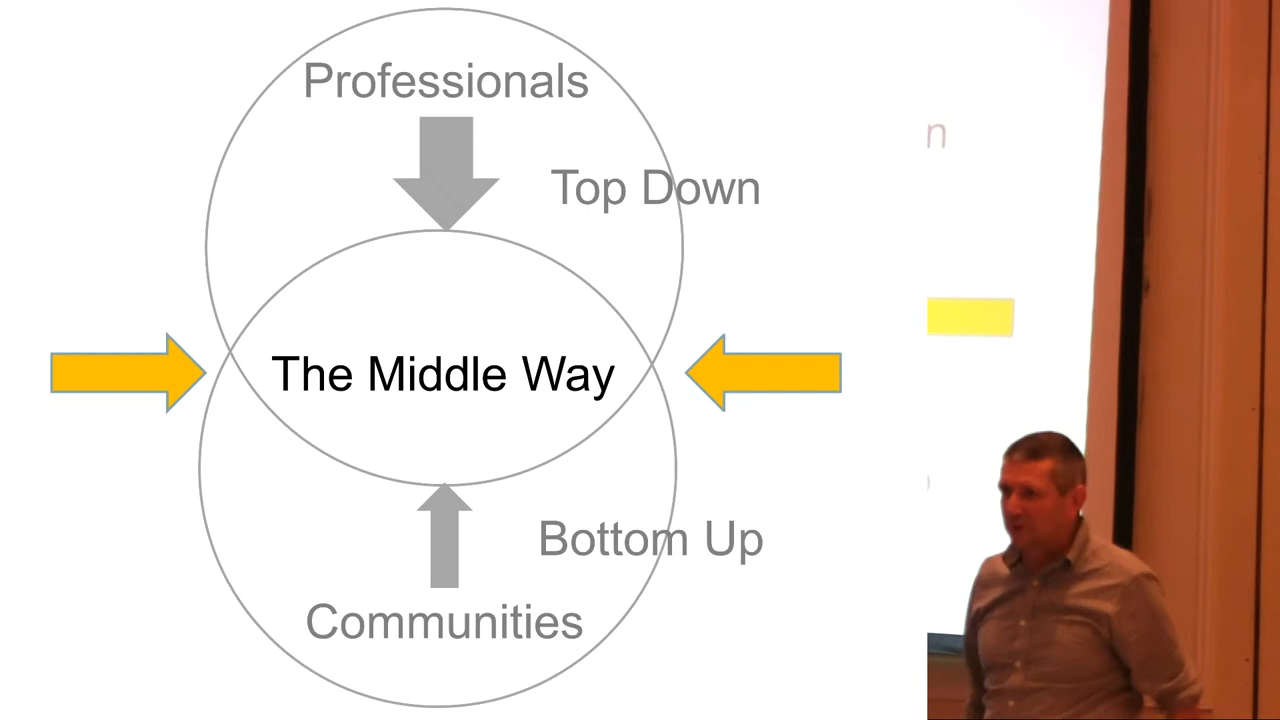 Professionals
Top Down
The Middle Way
Bottom Up
Communities
n